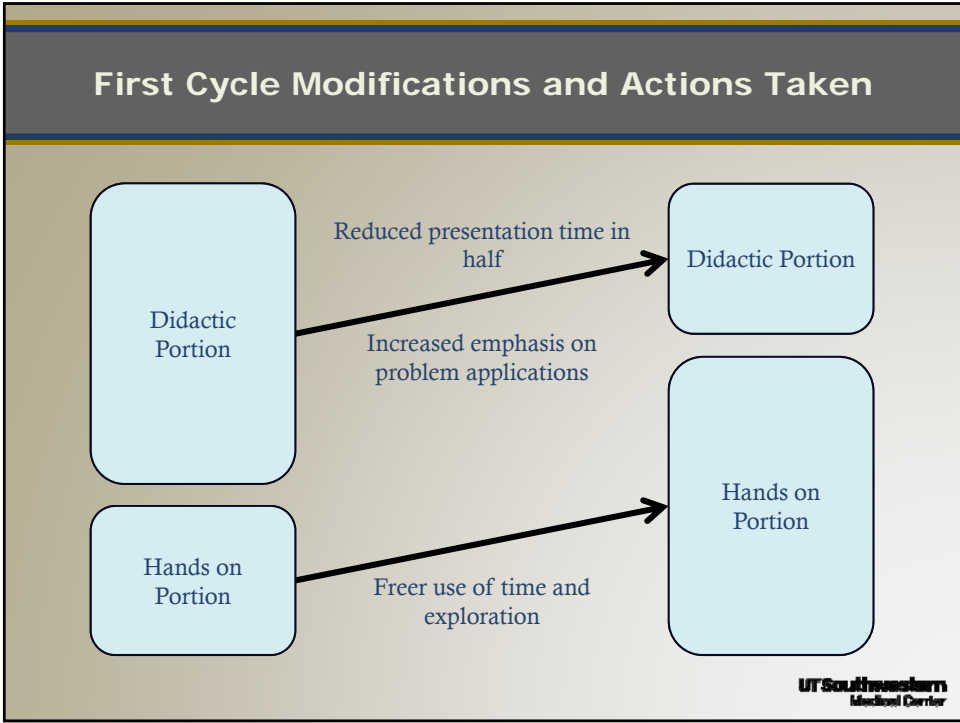 First Cycle Modifications and Actions Taken
Didactic
Portion
Reduced presentation time in
half
Increased emphasis on
problem applications
Didactic Portion
Hands on
Portion
Freer use of time and
exploration
Hands on
Portion
UT Southwestern
Medical Center